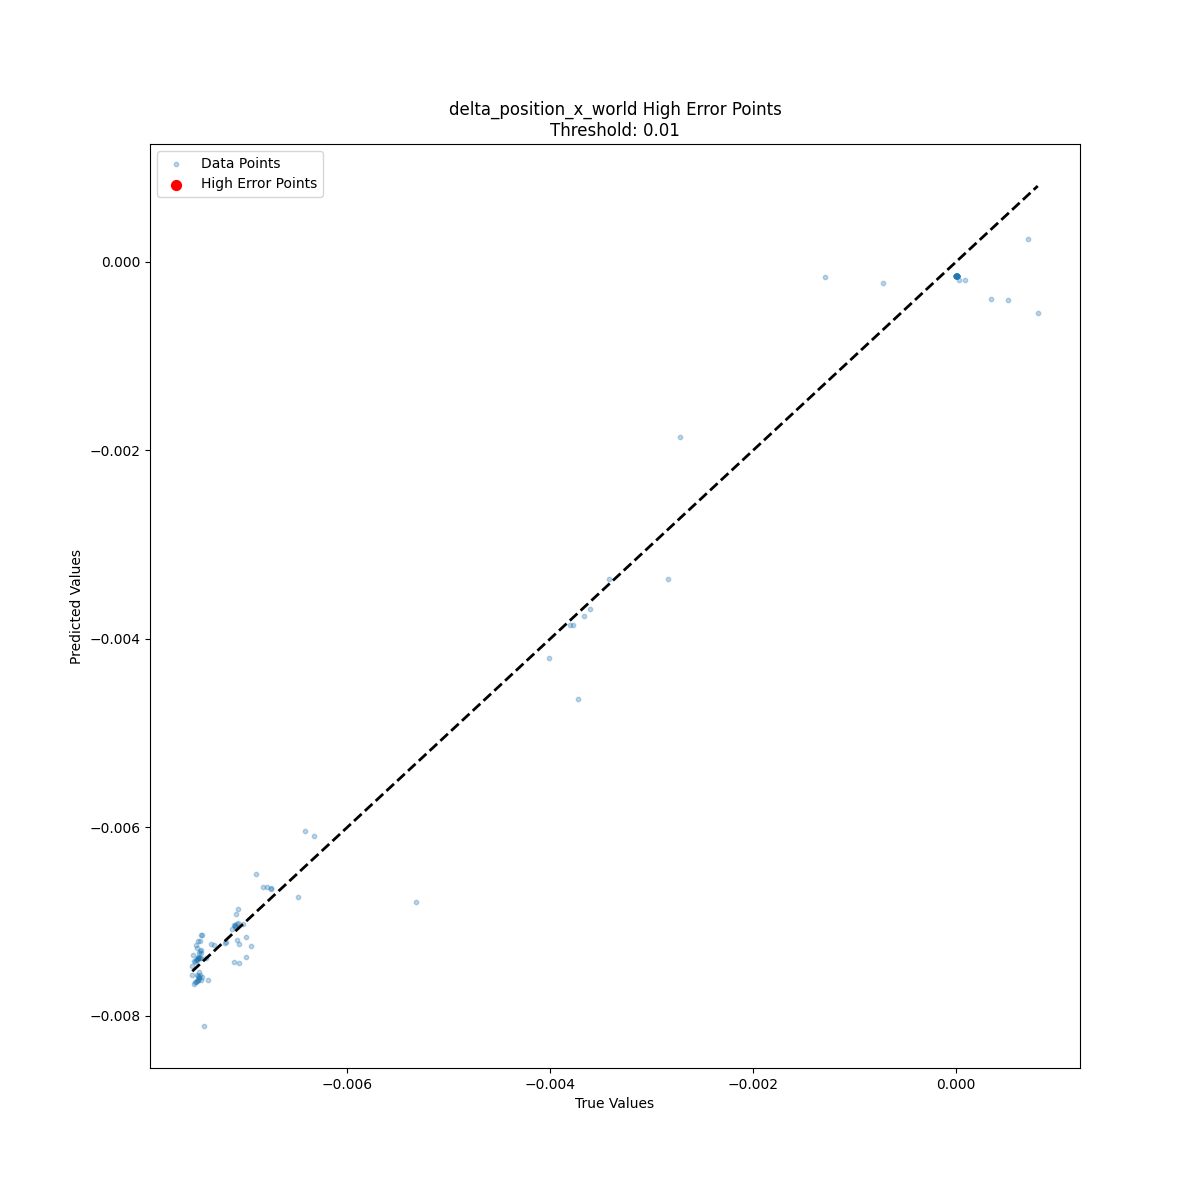 delta_position_x_world High Error Points
Threshold: 0.01
Data Points
High Error Points
0.000
−0.002
−0.004
−0.006
−0.008
Predicted Values
−0.006
−0.004
−0.002
0.000
True Values